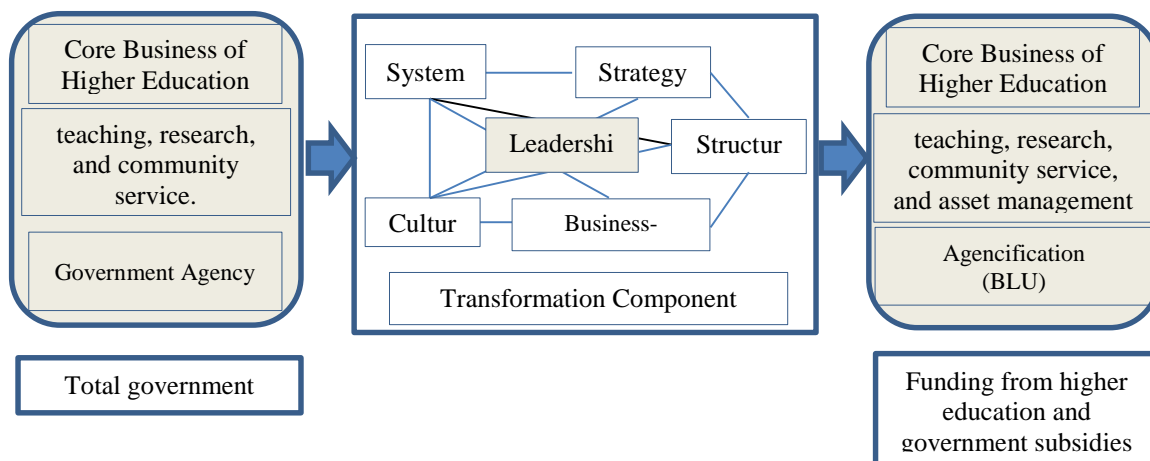 Core Business of
Higher Education
teaching, research,
and community
service.
Government Agency
Total government
System
Strategy
Leadershi
Structur
Cultur
Business-
Transformation Component
Core Business of
Higher Education
teaching, research,
community service,
and asset management
Agencification
(BLU)
Funding from higher
education and
government subsidies